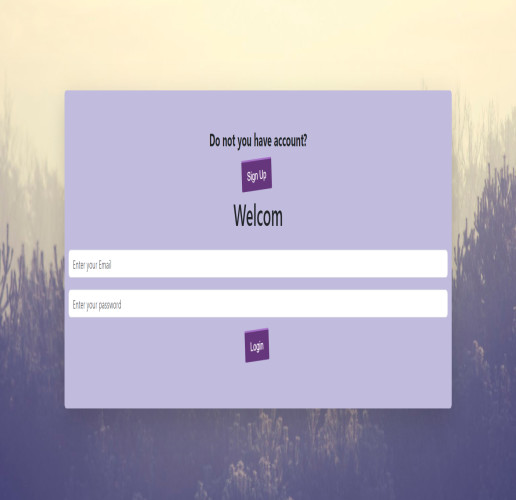 Do not you have account?
Sign Up
Welcom
Enter your Email
Enter your password
Login